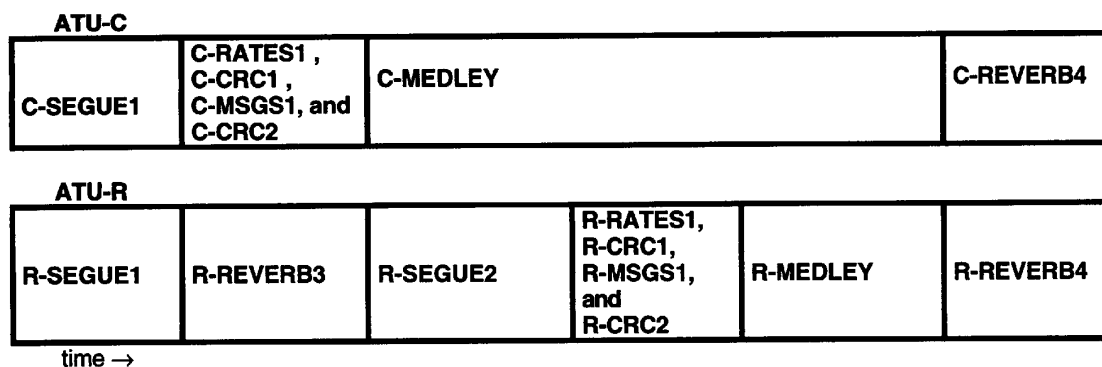 ATU-C
C-SEGUE1
C-RATES1 ,
C-CRC1 ,
C-MSGS1, and
C-CRC2
C-MEDLEY
C-REVERB4
ATU-R
R-SEGUE1
R-REVERB3
R-SEGUE2
R-RATES1,
R-CRC1,
R-MSGS1,
and
R-CRC2
R-MEDLEY
R-REVERB4
time →